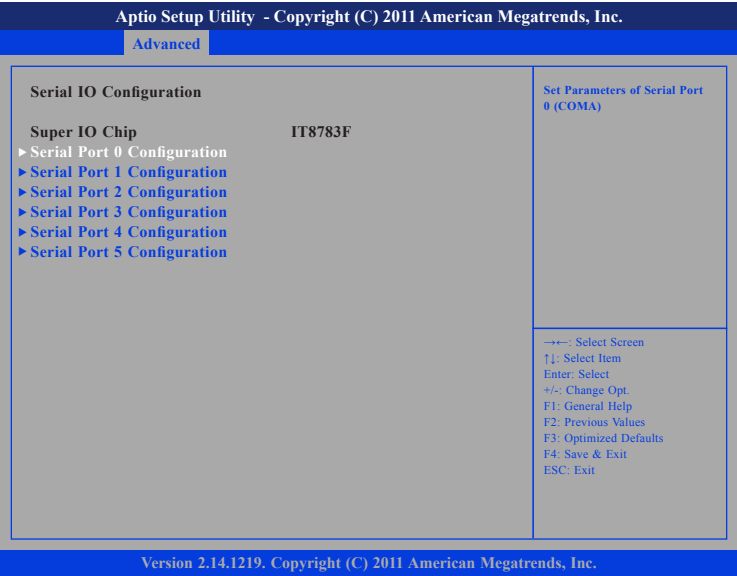 Aptio Setup Utility - Copyright (C) 2011 American Megatrends, Inc.
Advanced
Serial IO Configuration
Super IO Chip IT8783F
▶ Serial Port 0 Configuration
▶ Serial Port 1 Configuration
▶ Serial Port 2 Configuration
▶ Serial Port 3 Configuration
▶ Serial Port 4 Configuration
▶ Serial Port 5 Configuration
Set Parameters of Serial Port
0 (COMA)
→←: Select Screen
↑↓: Select Item
Enter: Select
+/-: Change Opt.
F1: General Help
F2: Previous Values
F3: Optimized Defaults
F4: Save & Exit
ESC: Exit
Version 2.14.1219. Copyright (C) 2011 American Megatrends, Inc.